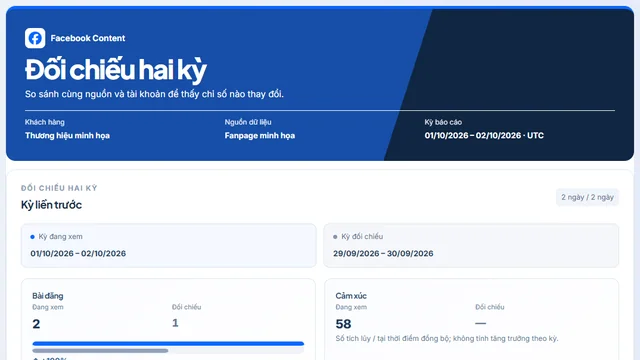 Facebook Content
Đối chiếu hai kỳ
So sánh cùng nguồn và tài khoản để thấy chỉ số nào thay đổi.
Khách hàng
Thương hiệu minh họa
Nguồn dữ liệu
Fanpage minh họa
Kỳ báo cáo
01/10/2026 – 02/10/2026 · UTC
ĐỐI CHIẾU HAI KỲ
Kỳ liền trước
2 ngày / 2 ngày
Kỳ đang xem
01/10/2026 – 02/10/2026
Kỳ đối chiếu
29/09/2026 – 30/09/2026
Bài đăng
Đang xem
2
Đối chiếu
1
Cảm xúc
Đang xem
58
Đối chiếu
—
Số tích lũy / tại thời điểm đồng bộ; không tính tăng trưởng theo kỳ.